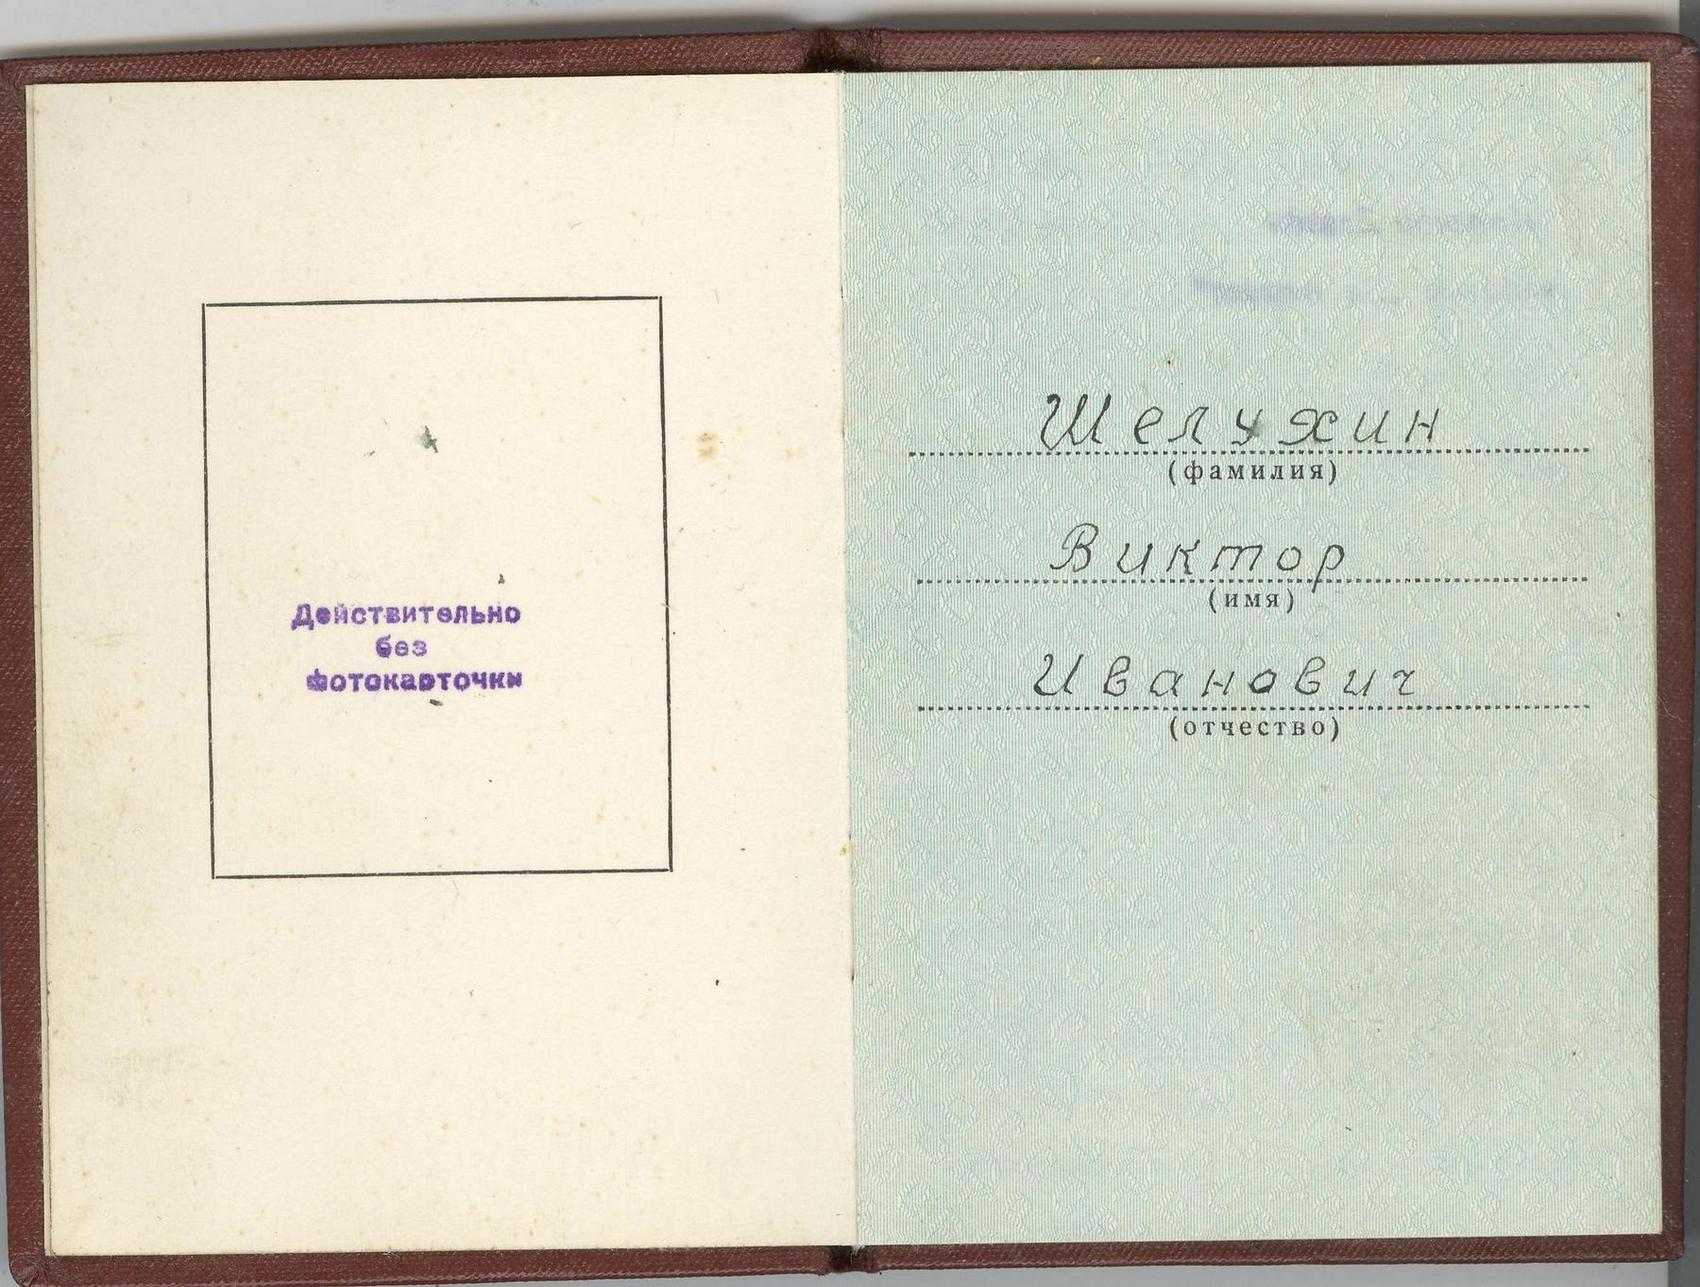 Действительно
без
фотокарточки
Шелухин
(фамилия)
Виктор
(имя)
Иванович
(отчество)